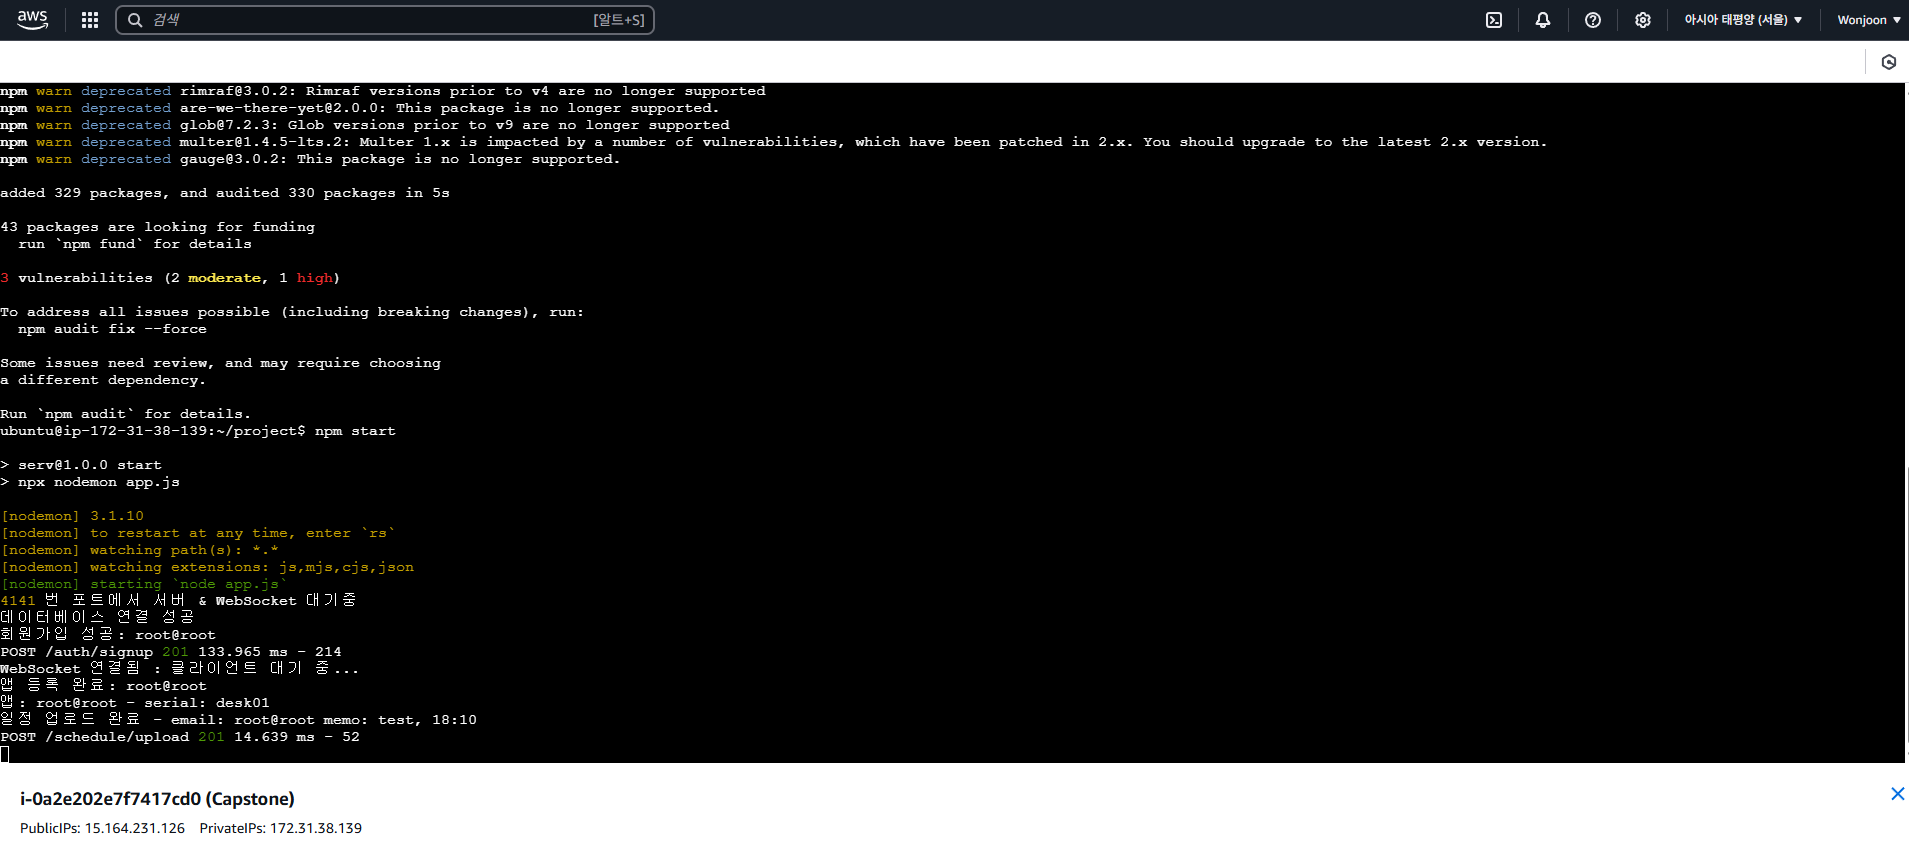 aws
검색
[알트+S]
아시아 태평양 (서울) ▼
Wonjoon ▼
npm warn deprecated rimraf@3.0.2: Rimraf versions prior to v4 are no longer supported
npm warn deprecated are-we-there-yet@2.0.0: This package is no longer supported.
npm warn deprecated glob@7.2.3: Glob versions prior to v9 are no longer supported
npm warn deprecated multer@1.4.5-lts.2: Multer 1.x is impacted by a number of vulnerabilities, which have been patched in 2.x. You should upgrade to the latest 2.x version.
npm warn deprecated gauge@3.0.2: This package is no longer supported.
added 329 packages, and audited 330 packages in 5s
43 packages are looking for funding
run `npm fund` for details
3 vulnerabilities (2 moderate, 1 high)
To address all issues possible (including breaking changes), run:
npm audit fix --force
Some issues need review, and may require choosing
a different dependency.
Run `npm audit` for details.
ubuntu@ip-172-31-38-139:~/project$ npm start
> serv@1.0.0 start
> npx nodemon app.js
[nodemon] 3.1.10
[nodemon] to restart at any time, enter `rs`
[nodemon] watching path(s): *.*
[nodemon] watching extensions: js,mjs,cjs,json
[nodemon] starting `node app.js`
4141 번 포트에서 서버 & WebSocket 대기중
데이터베이스 연결 성공
회원가입 성공: root@root
POST /auth/signup 201 133.965 ms - 214
WebSocket 연결됨 : 클라이언트 대기 중...
앱 등록 완료: root@root
앱: root@root - serial: desk01
일정 업로드 완료 - email: root@root memo: test, 18:10
POST /schedule/upload 201 14.639 ms - 52
i-0a2e202e7f7417cd0 (Capstone)
PublicIPs: 15.164.231.126 PrivateIPs: 172.31.38.139